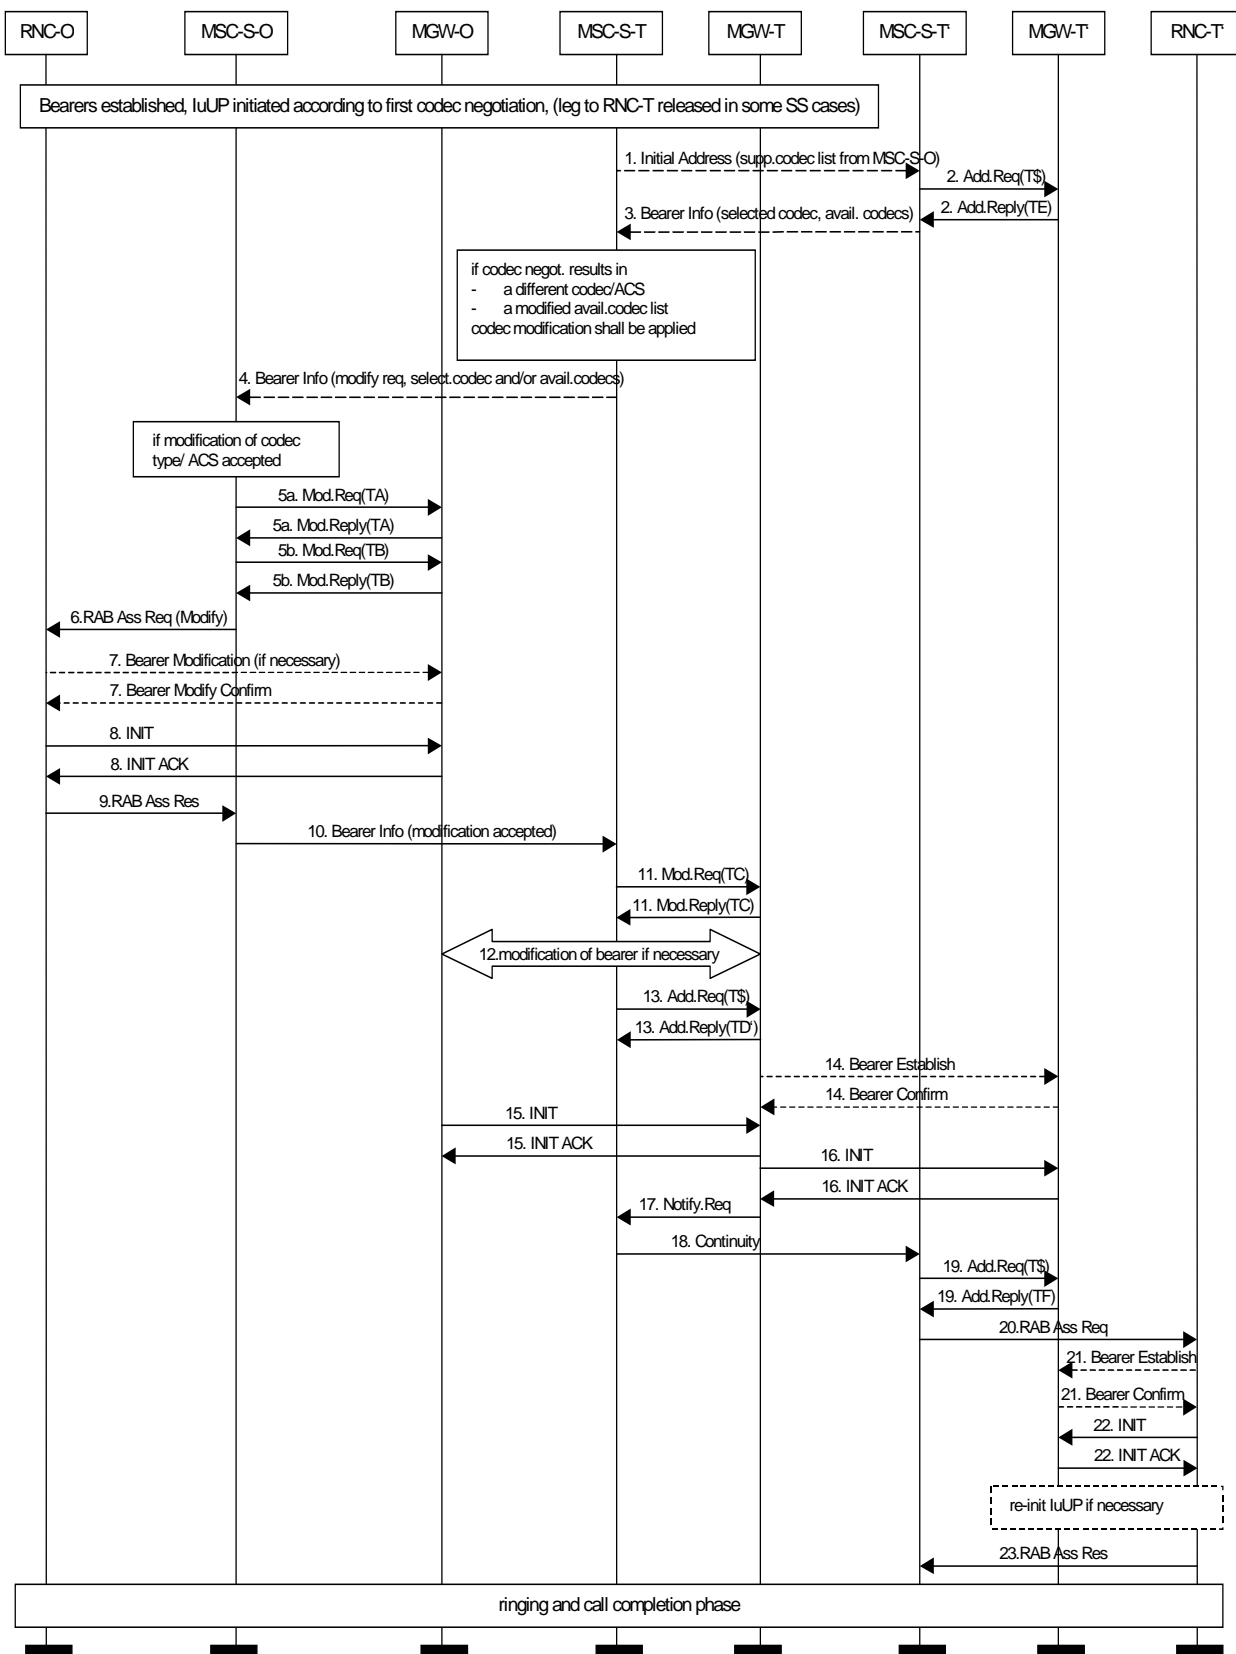 RNC-O
MSC-S-O
MGW-O
MSC-S-T
MGW-T
MSC-S-T'
MGW-T'
RNC-T'
Bearers established, IuUP initiated according to first codec negotiation, (leg to RNC-T released in some SS cases)
1. Initial Address (supp.codec list from MSC-S-O)
2. Add.Req(T$)
2. Add.Reply(TE)
3. Bearer Info (selected codec, avail. codecs)
if codec negot. results in
- a different codec/ACS
- a modified avail.codec list
codec modification shall be applied
4. Bearer Info (modify req, select.codec and/or avail.codecs)
if modification of codec
type/ ACS accepted
5a. Mod.Req(TA)
5a. Mod.Reply(TA)
5b. Mod.Req(TB)
5b. Mod.Reply(TB)
6.RAB Ass Req (Modify)
7. Bearer Modification (if necessary)
7. Bearer Modify Confirm
8. INIT
8. INIT ACK
9.RAB Ass Res
10. Bearer Info (modification accepted)
11. Mod.Req(TC)
11. Mod.Reply(TC)
12.modification of bearer if necessary
13. Add.Req(T$)
13. Add.Reply(TD')
14. Bearer Establish
14. Bearer Confirm
15. INIT
15. INIT ACK
16. INIT
16. INIT ACK
17. Notify.Req
18. Continuity
19. Add.Req(T$)
19. Add.Reply(TF)
20.RAB Ass Req
21. Bearer Establish
21. Bearer Confirm
22. INIT
22. INIT ACK
re-init IuUP if necessary
23.RAB Ass Res
ringing and call completion phase